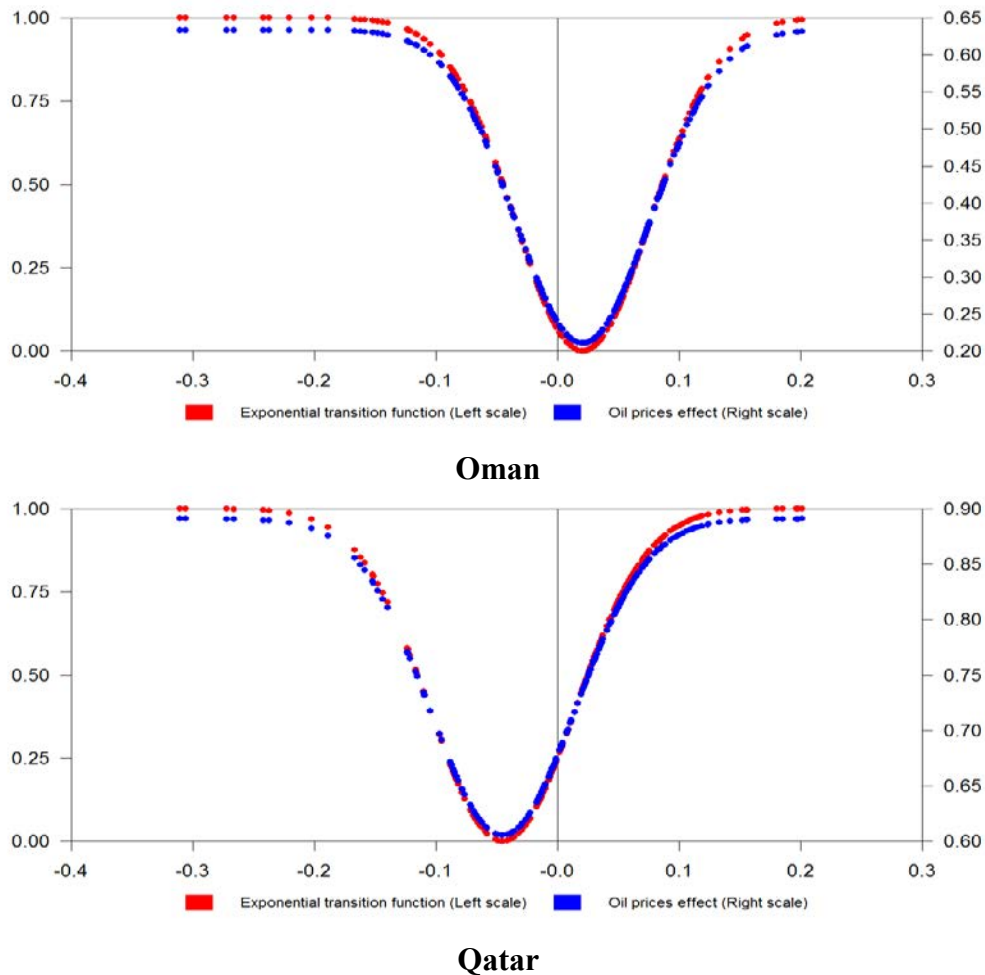 1.00 0.65
0.60
0.75 0.55
0.50
0.50 0.45
0.40
0.25 0.35
0.30
0.25
0.00 0.20
-0.4 -0.3 -0.2 -0.1 -0.0 0.1 0.2 0.3
Exponential transition function (Left scale) Oil prices effect (Right scale)
Oman
1.00 0.90
0.85
0.75 0.80
0.50 0.75
0.70
0.25 0.65
0.00 0.60
-0.4 -0.3 -0.2 -0.1 -0.0 0.1 0.2 0.3
Exponential transition function (Left scale) Oil prices effect (Right scale)
Qatar